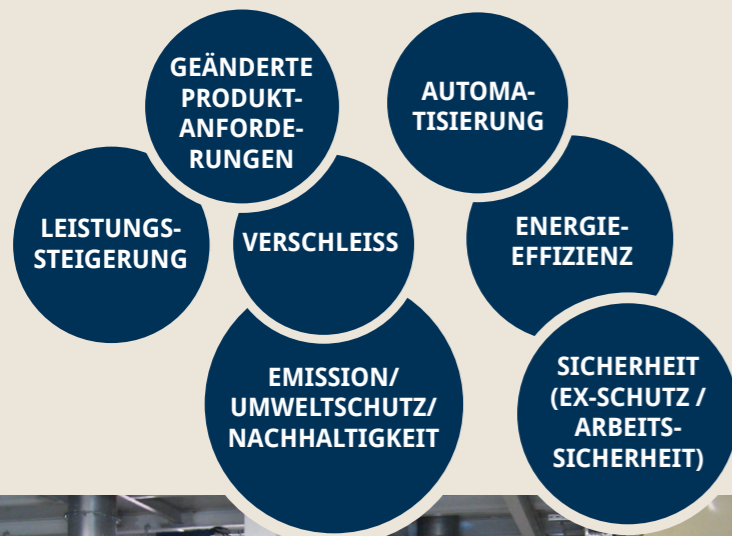 GEÄNDERTE
PRODUKT-
ANFORDE-
RUNGEN
AUTOMA-
TISIERUNG
LEISTUNGS-
STEIGERUNG
VERSCHLEISS
ENERGIE-
EFFIZIENZ
EMISSION/
UMWELTSCHUTZ/
NACHHALTIGKEIT
SICHERHEIT
(EX-SCHUTZ /
ARBEITS-
SICHERHEIT)